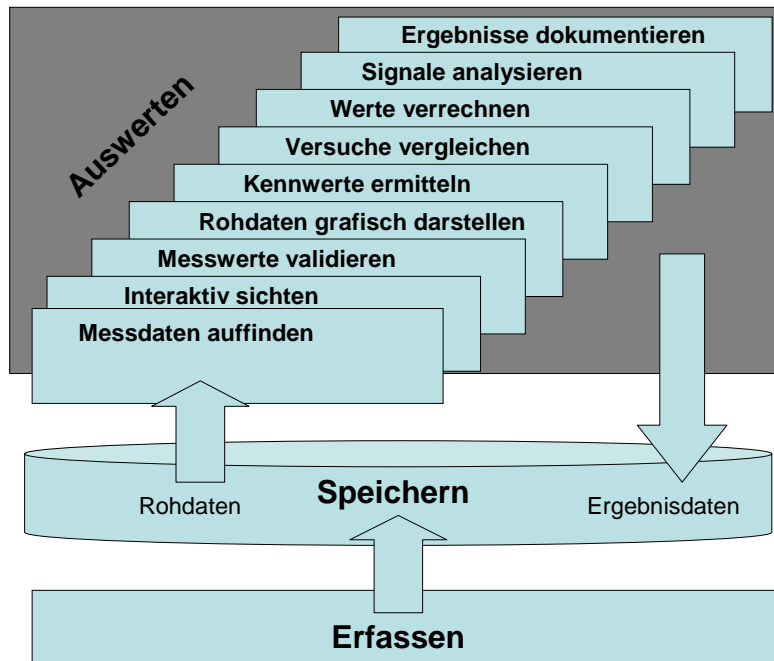 Ergebnisse dokumentieren
Signale analysieren
Werte verrechnen
Auswerten
Versuche vergleichen
Kennwerte ermitteln
Rohdaten grafisch darstellen
Messwerte validieren
Interaktiv sichten
Messdaten auffinden
Speichern
Rohdaten
Ergebnisdaten
Erfassen